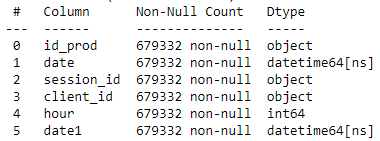 #   Column      Non-Null Count   Dtype
---  ------      --------------   -----
0   id_prod     679332 non-null  object
1   date        679332 non-null  datetime64[ns]
2   session_id  679332 non-null  object
3   client_id   679332 non-null  object
4   hour        679332 non-null  int64
5   date1       679332 non-null  datetime64[ns]